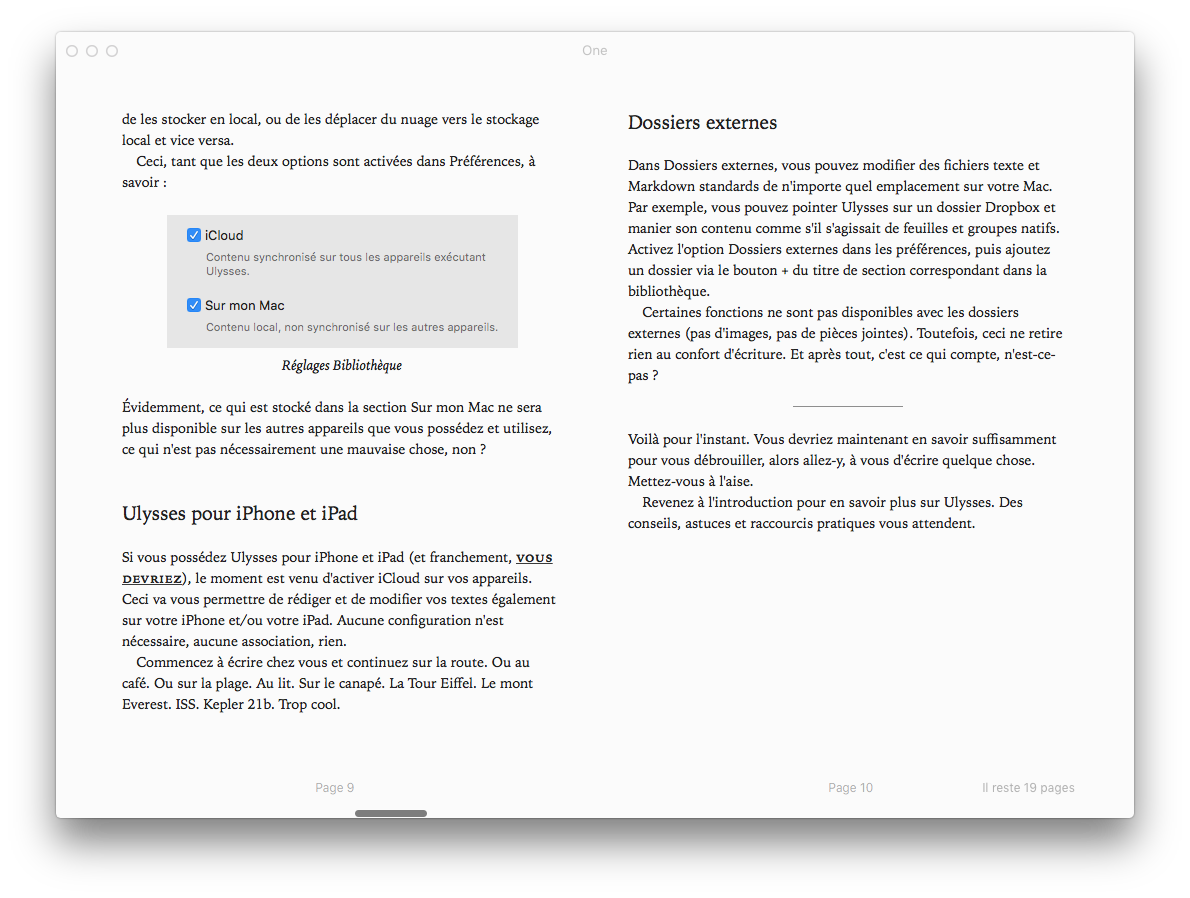 One
de les stocker en local, ou de les déplacer du nuage vers le stockage
local et vice versa.
Ceci, tant que les deux options sont activées dans Préférences, à
savoir :
iCloud
Contenu synchronisé sur tous les appareils exécutant
Ulysses.
Sur mon Mac
Contenu local, non synchronisé sur les autres appareils.
Réglages Bibliothèque
Évidemment, ce qui est stocké dans la section Sur mon Mac ne sera
plus disponible sur les autres appareils que vous possédez et utilisez,
ce qui n'est pas nécessairement une mauvaise chose, non ?
Ulysses pour iPhone et iPad
Si vous possédez Ulysses pour iPhone et iPad (et franchement, VOUS
DEVRIEZ), le moment est venu d'activer iCloud sur vos appareils.
Ceci va vous permettre de rédiger et de modifier vos textes également
sur votre iPhone et/ou votre iPad. Aucune configuration n'est
nécessaire, aucune association, rien.
Commencez à écrire chez vous et continuez sur la route. Ou au
café. Ou sur la plage. Au lit. Sur le canapé. La Tour Eiffel. Le mont
Everest. ISS. Kepler 21b. Trop cool.
Page 9
Dossiers externes
Dans Dossiers externes, vous pouvez modifier des fichiers texte et
Markdown standards de n'importe quel emplacement sur votre Mac.
Par exemple, vous pouvez pointer Ulysses sur un dossier Dropbox et
manier son contenu comme s'il s'agissait de feuilles et groupes natifs.
Activez l'option Dossiers externes dans les préférences, puis ajoutez
un dossier via le bouton + du titre de section correspondant dans la
bibliothèque.
Certaines fonctions ne sont pas disponibles avec les dossiers
externes (pas d'images, pas de pièces jointes). Toutefois, ceci ne retire
rien au confort d'écriture. Et après tout, c'est ce qui compte, n'est-ce-
pas ?
Voilà pour l'instant. Vous devriez maintenant en savoir suffisamment
pour vous débrouiller, alors allez-y, à vous d'écrire quelque chose.
Mettez-vous à l'aise.
Revenez à l'introduction pour en savoir plus sur Ulysses. Des
conseils, astuces et raccourcis pratiques vous attendent.
Page 10
Il reste 19 pages